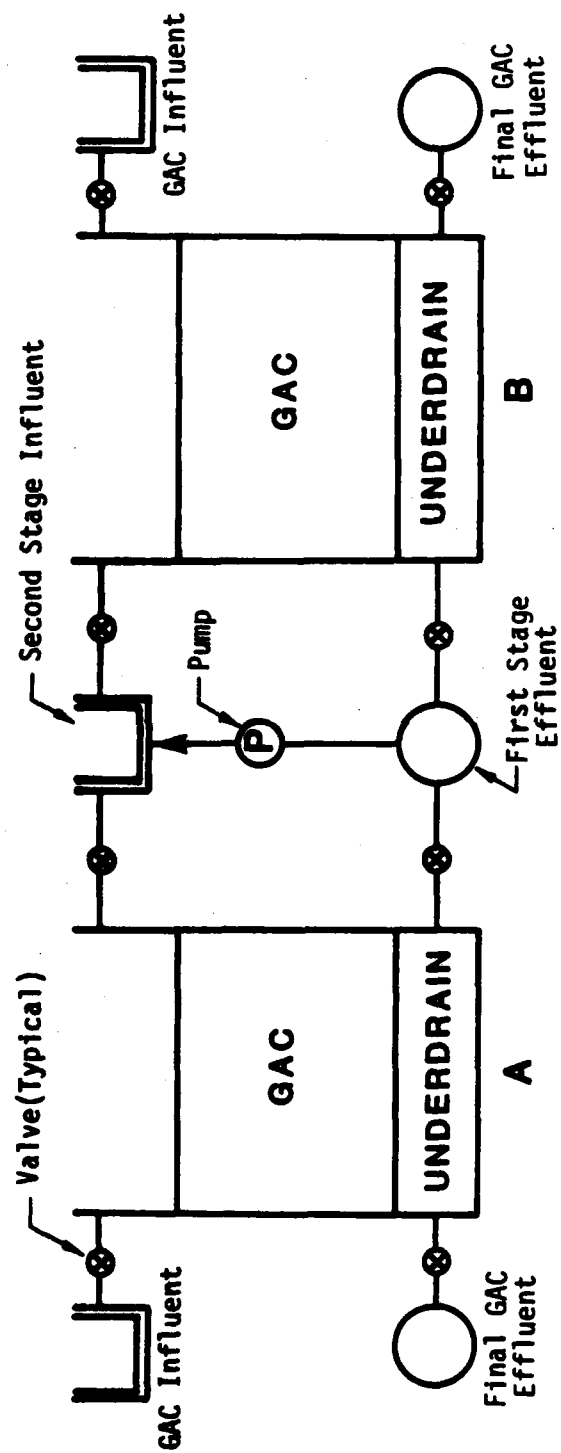 Valve(Typical)
Second Stage Influent
GAC Influent
GAC Influent
Pump
P
GAC
GAC
UNDERDRAIN
UNDERDRAIN
Final GAC
Effluent
First Stage
Effluent
Final GAC
Effluent
A
B